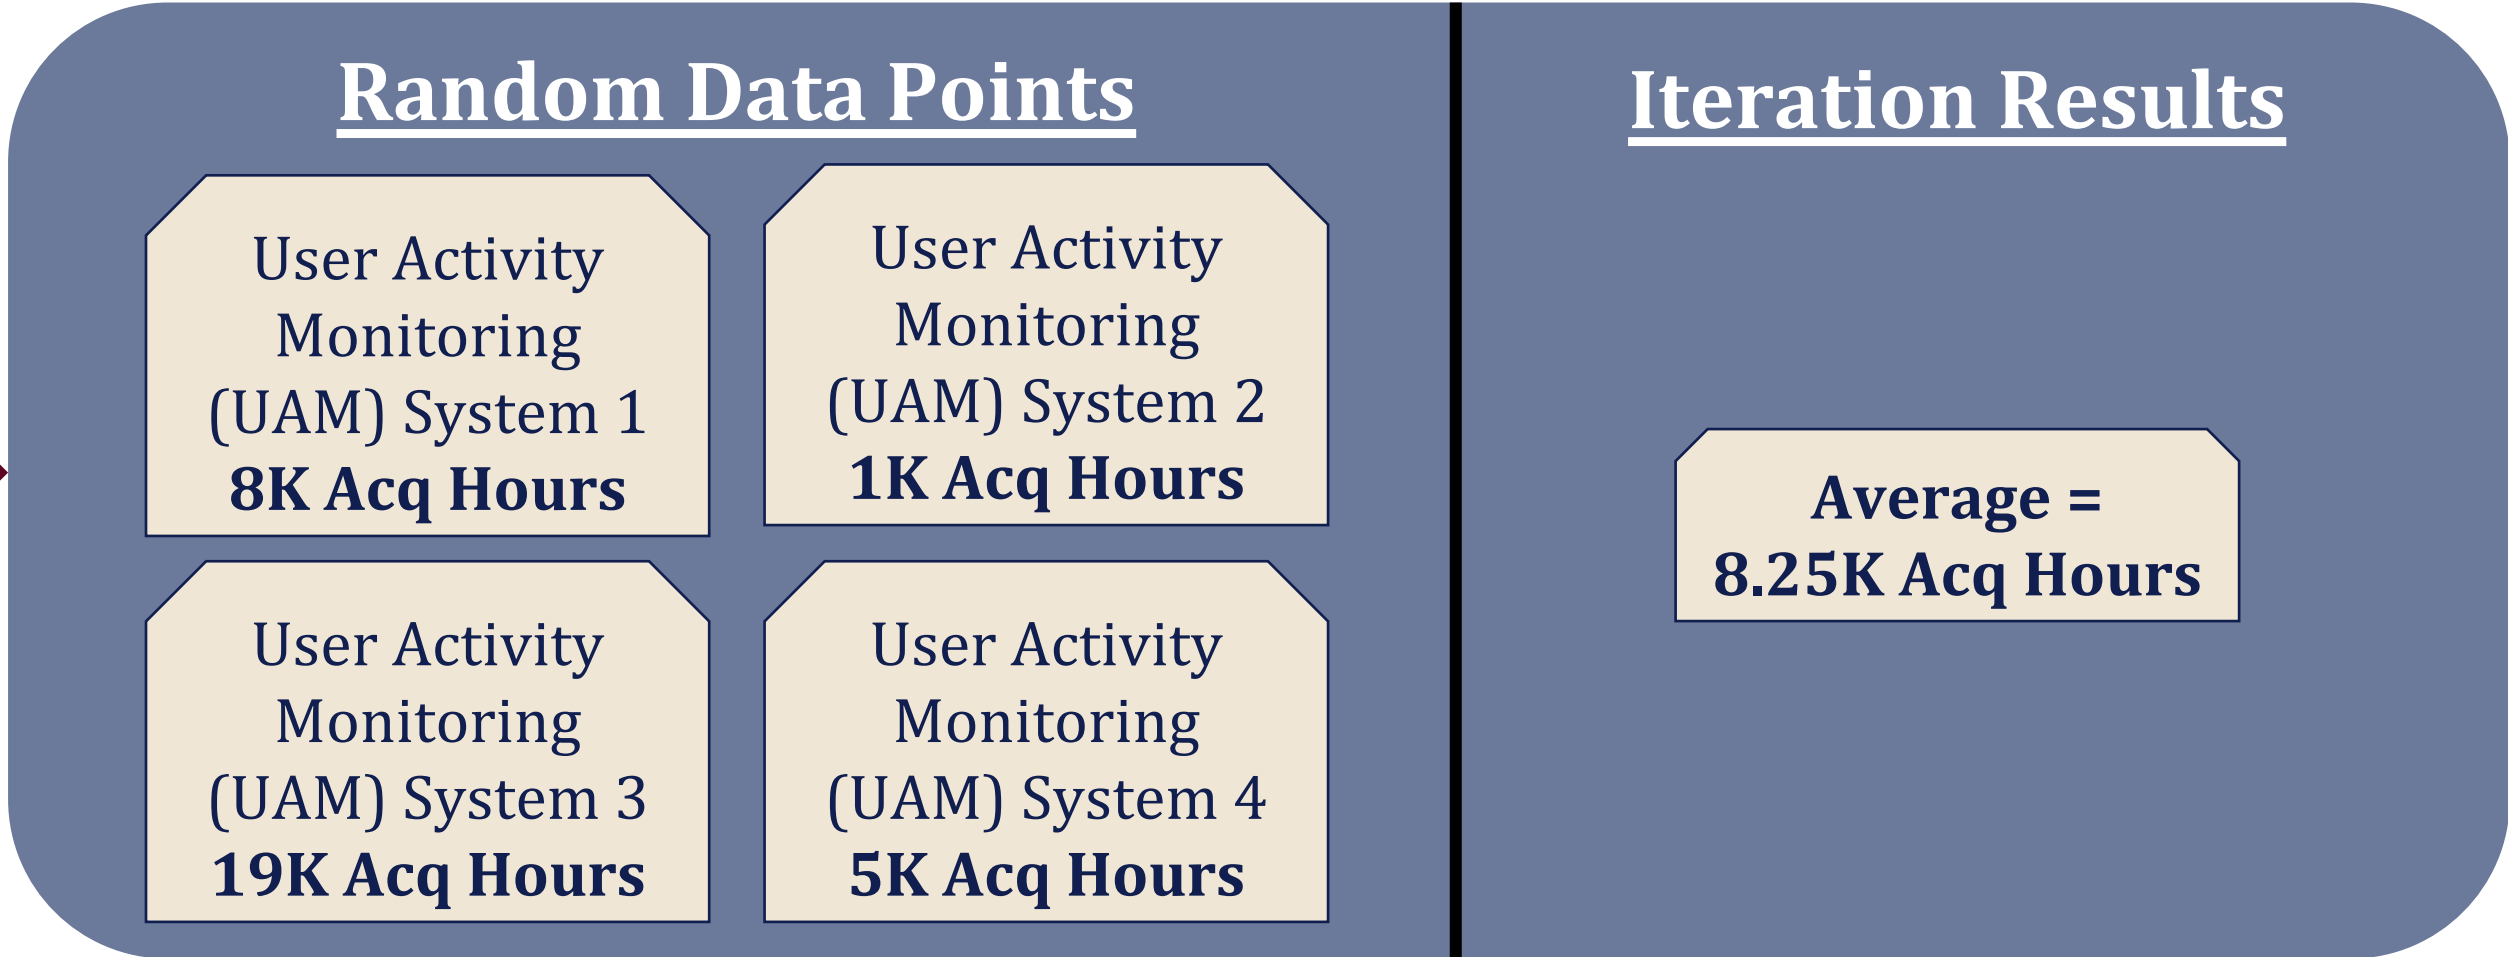 Random Data Points
User Activity
Monitoring
(UAM) System 1
8K Acq Hours
User Activity
Monitoring
(UAM) System 2
1K Acq Hours
User Activity
Monitoring
(UAM) System 3
19K Acq Hours
User Activity
Monitoring
(UAM) System 4
5K Acq Hours
Iteration Results
Average =
8.25K Acq Hours